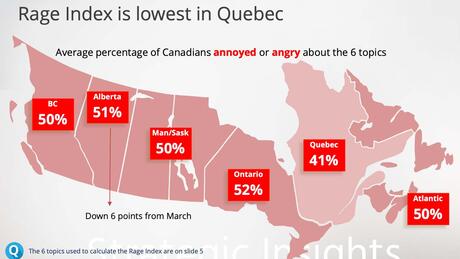 Rage Index is lowest in Quebec
Average percentage of Canadians annoyed or angry about the 6 topics
BC
50%
Alberta
51%
Man/Sask
50%
Quebec
41%
Ontario
52%
Atlantic
50%
Down 6 points from March
Q
The 6 topics used to calculate the Rage Index are on slide 5
Strategic Insights